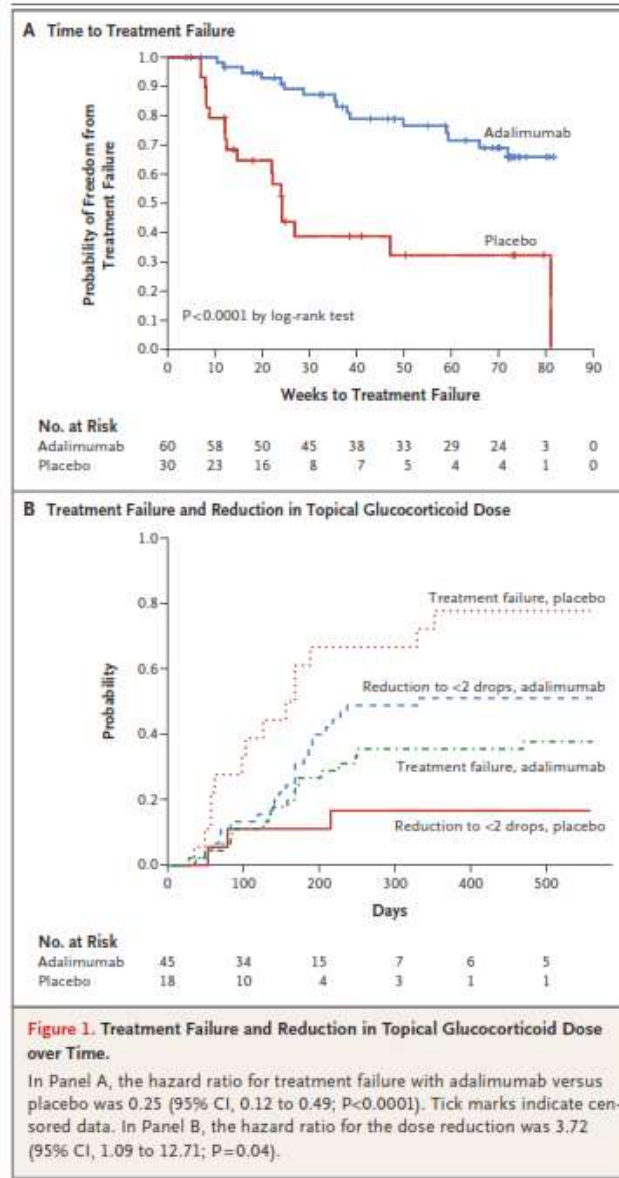 A Time to Treatment Failure
1.0
0.9
0.8
0.7
0.6
0.5
0.4
0.3
0.2
0.1
0.0
Probability of Freedom from
Treatment Failure
Adalimumab
Placebo
P<0.0001 by log-rank test
0 10 20 30 40 50 60 70 80 90
Weeks to Treatment Failure
No. at Risk
Adalimumab 60 58 50 45 38 33 29 24 3 0
Placebo 30 23 16 8 7 5 4 4 1 0
B Treatment Failure and Reduction in Topical Glucocorticoid Dose
1.0
0.8
0.6
0.4
0.2
0.0
Probability
Treatment failure, placebo
Reduction to <2 drops, adalimumab
Treatment failure, adalimumab
Reduction to <2 drops, placebo
0 100 200 300 400 500
Days
No. at Risk
Adalimumab 45 34 15 7 6 5
Placebo 18 10 4 3 1 1
Figure 1. Treatment Failure and Reduction in Topical Glucocorticoid Dose
over Time.
In Panel A, the hazard ratio for treatment failure with adalimumab versus
placebo was 0.25 (95% CI, 0.12 to 0.49; P<0.0001). Tick marks indicate cen-
sored data. In Panel B, the hazard ratio for the dose reduction was 3.72
(95% CI, 1.09 to 12.71; P=0.04).